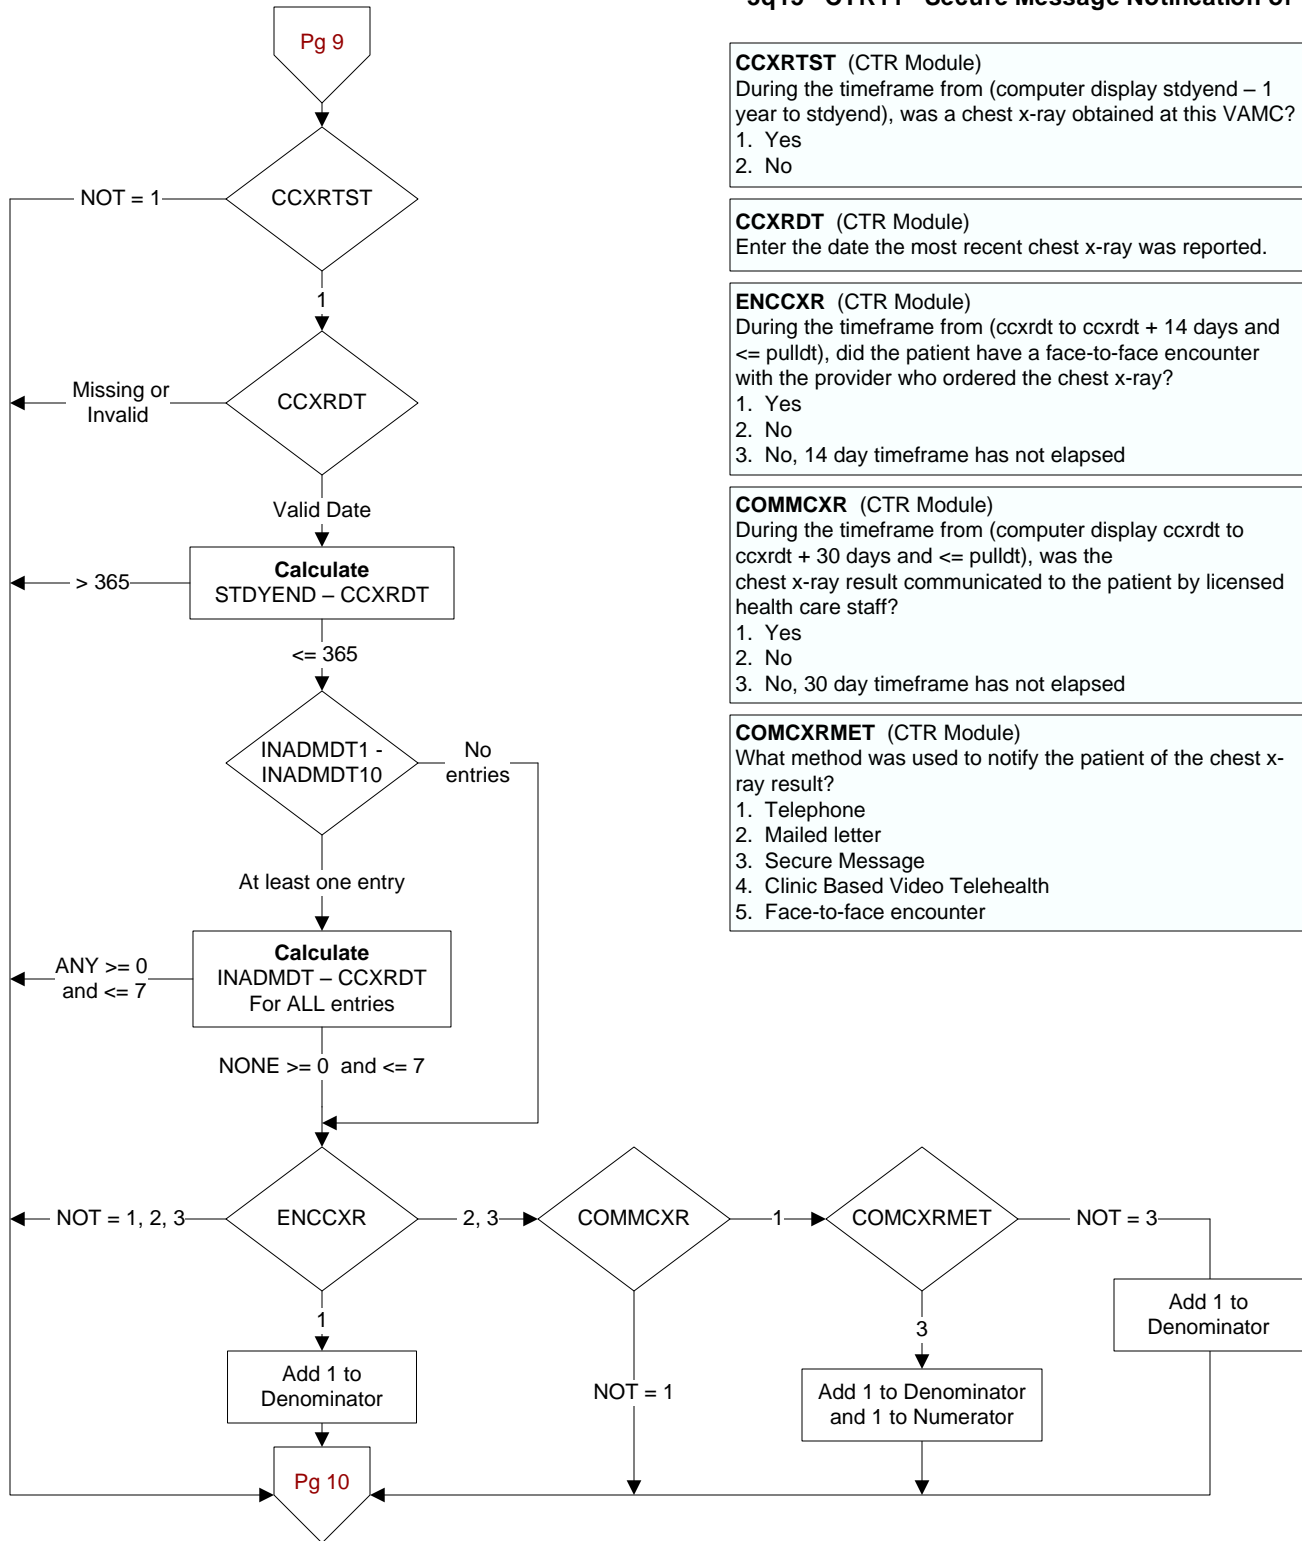 Pg 9
CCXRTST
NOT = 1
1
CCXRDT
Missing or
Invalid
Valid Date
Calculate
STDYEND – CCXRDT
> 365
<= 365
INADMDT1 -
INADMDT10
No
entries
At least one entry
Calculate
INADMDT – CCXRDT
For ALL entries
ANY >= 0
and <= 7
NONE >= 0 and <= 7
ENCCXR
NOT = 1, 2, 3
2, 3
COMMCXR
1
COMCXRMET
NOT = 3
Add 1 to
Denominator
1
Add 1 to
Denominator
NOT = 1
3
Add 1 to Denominator
and 1 to Numerator
Pg 10
CCXRTST (CTR Module)
During the timeframe from (computer display stdyend – 1
year to stdyend), was a chest x-ray obtained at this VAMC?
1. Yes
2. No
CCXRDT (CTR Module)
Enter the date the most recent chest x-ray was reported.
ENCCXR (CTR Module)
During the timeframe from (ccxrdt to ccxrdt + 14 days and
<= pulldt), did the patient have a face-to-face encounter
with the provider who ordered the chest x-ray?
1. Yes
2. No
3. No, 14 day timeframe has not elapsed
COMMCXR (CTR Module)
During the timeframe from (computer display ccxrdt to
ccxrdt + 30 days and <= pulldt), was the
chest x-ray result communicated to the patient by licensed
health care staff?
1. Yes
2. No
3. No, 30 day timeframe has not elapsed
COMCXRMET (CTR Module)
What method was used to notify the patient of the chest x-
ray result?
1. Telephone
2. Mailed letter
3. Secure Message
4. Clinic Based Video Telehealth
5. Face-to-face encounter